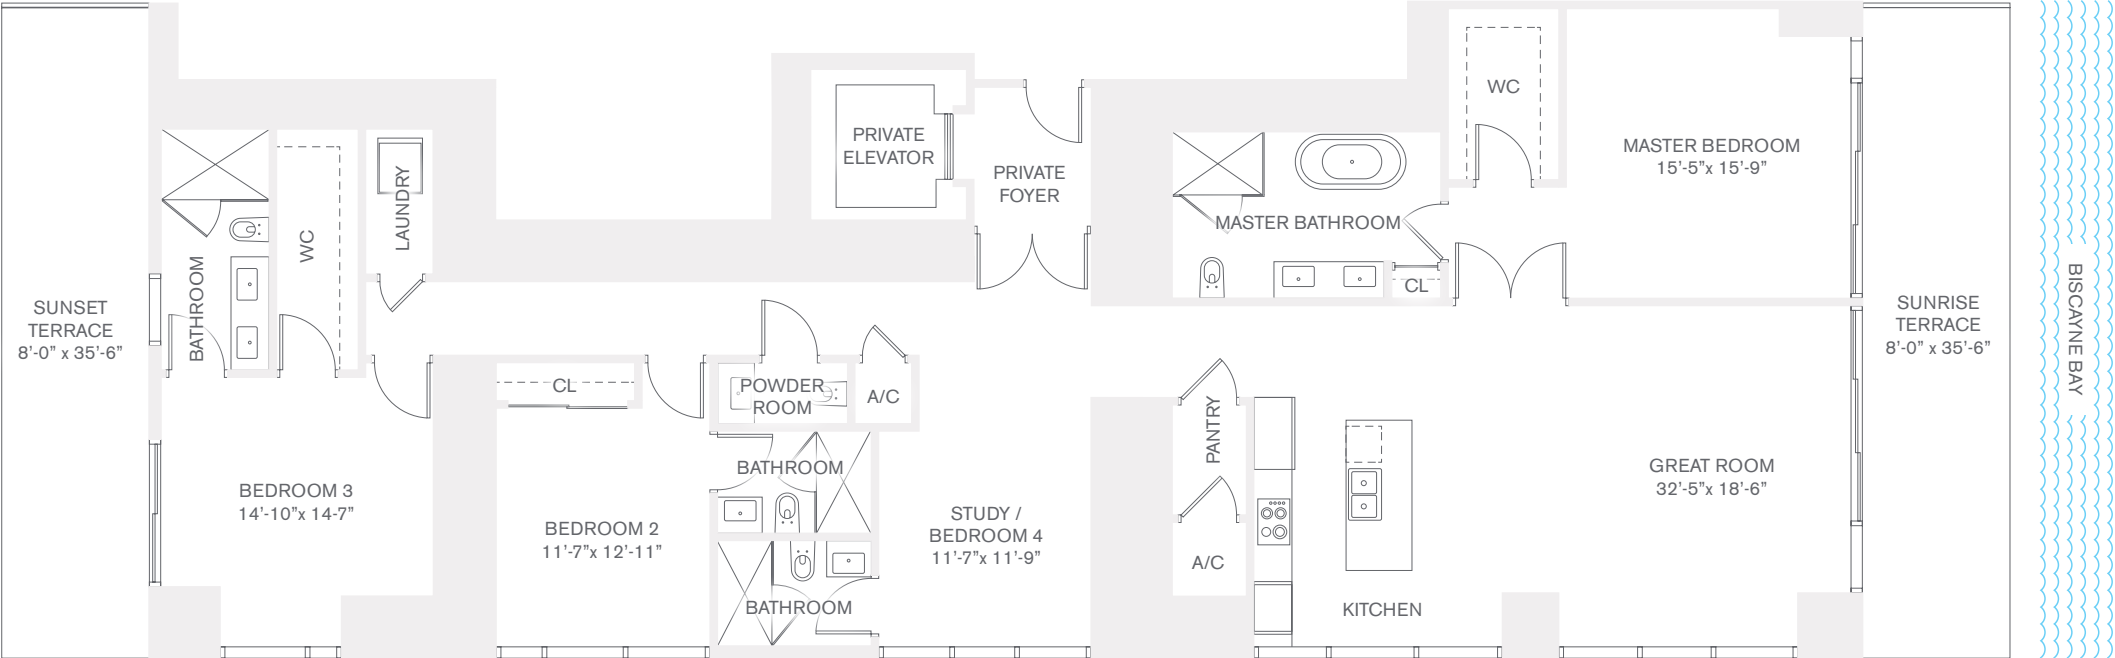 SUNSET
TERRACE
8'-0” x 35'-6”
BATHROOM
WC
LAUNDRY
BEDROOM 3
14'-10”x 14-7”
CL
BEDROOM 2
11'-7”x 12'-11”
POWDER
ROOM
A/C
BATHROOM
BATHROOM
PRIVATE
ELEVATOR
PRIVATE
FOYER
STUDY /
BEDROOM 4
11'-7”x 11'-9”
MASTER BATHROOM
CL
WC
MASTER BEDROOM
15'-5”x 15'-9”
PANTRY
A/C
KITCHEN
GREAT ROOM
32'-5”x 18'-6”
SUNRISE
TERRACE
8'-0” x 35'-6”
BISCAYNE BAY